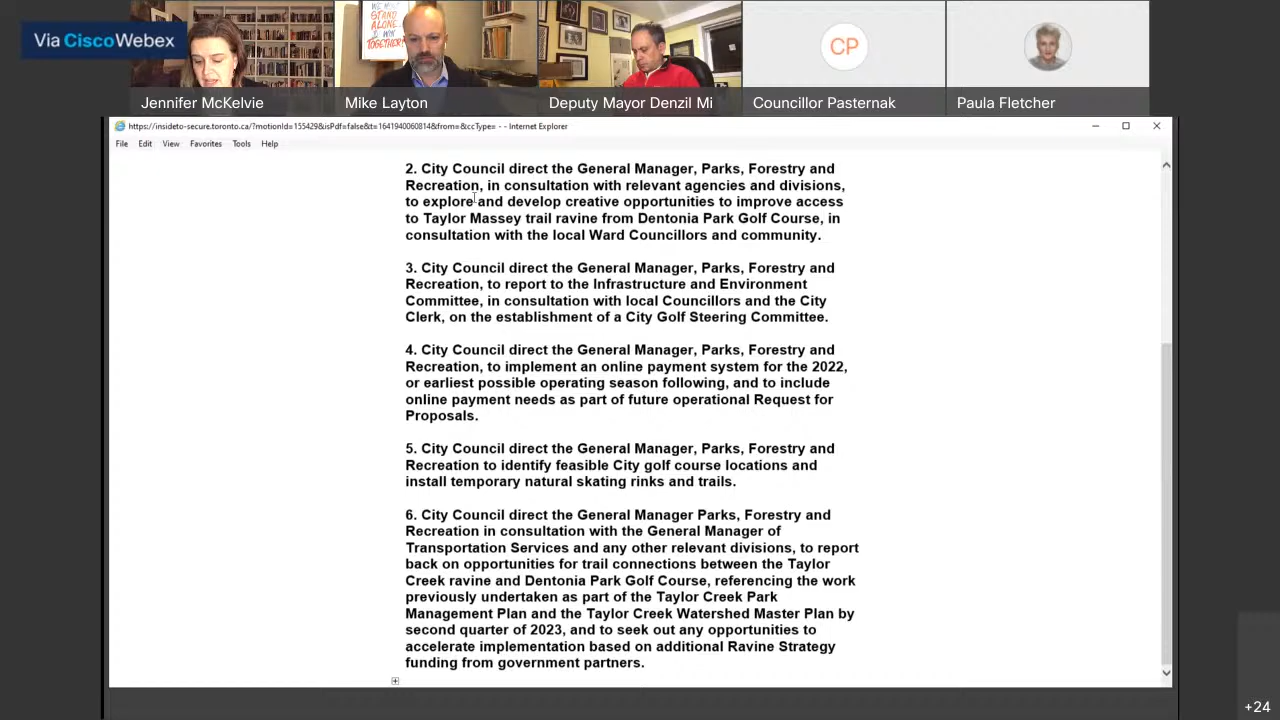 Via CiscoWebex
WE MUST
STAND
ALONE
TOGETHER!
Jennifer McKelvie
Mike Layton
Deputy Mayor Denzil Mi
CP
Councillor Pasternak
Paula Fletcher
https://insideto-secure.toronto.ca/?motionId=155429&isPdf=false&t=1641940060814&from=&ccType= - - Internet Explorer
File Edit View Favorites Tools Help
2. City Council direct the General Manager, Parks, Forestry and
Recreation, in consultation with relevant agencies and divisions,
to explore and develop creative opportunities to improve access
to Taylor Massey trail ravine from Dentonia Park Golf Course, in
consultation with the local Ward Councillors and community.
3. City Council direct the General Manager, Parks, Forestry and
Recreation, to report to the Infrastructure and Environment
Committee, in consultation with local Councillors and the City
Clerk, on the establishment of a City Golf Steering Committee.
4. City Council direct the General Manager, Parks, Forestry and
Recreation, to implement an online payment system for the 2022,
or earliest possible operating season following, and to include
online payment needs as part of future operational Request for
Proposals.
5. City Council direct the General Manager, Parks, Forestry and
Recreation to identify feasible City golf course locations and
install temporary natural skating rinks and trails.
6. City Council direct the General Manager Parks, Forestry and
Recreation in consultation with the General Manager of
Transportation Services and any other relevant divisions, to report
back on opportunities for trail connections between the Taylor
Creek ravine and Dentonia Park Golf Course, referencing the work
previously undertaken as part of the Taylor Creek Park
Management Plan and the Taylor Creek Watershed Master Plan by
second quarter of 2023, and to seek out any opportunities to
accelerate implementation based on additional Ravine Strategy
funding from government partners.
+24